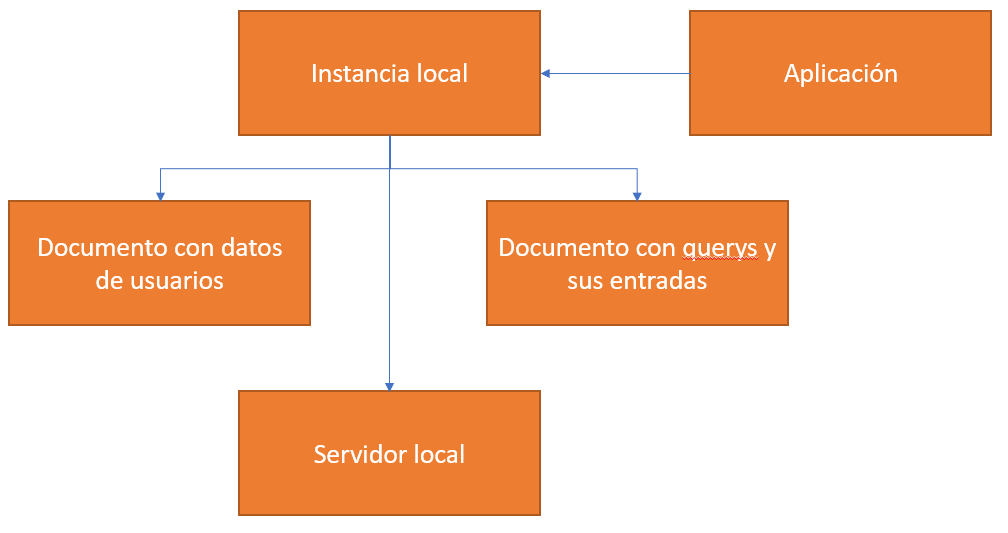 Instancia local
Aplicación
Documento con datos
de usuarios
Documento con querys y
sus entradas
Servidor local